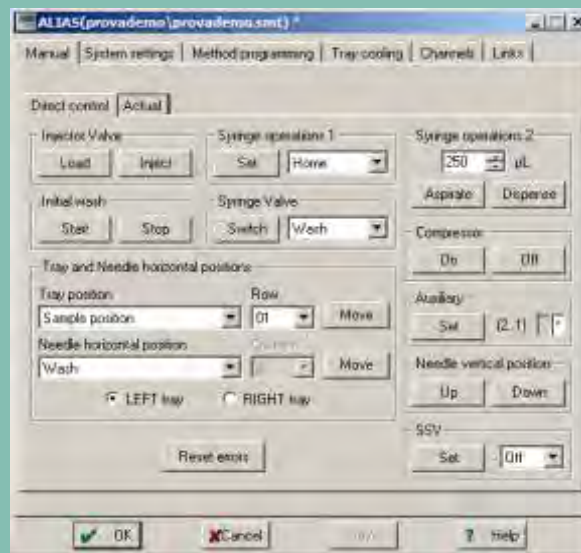 ALIAS(provademo\provademo.smt) *
Manual System settings Method programming Tray cooling Channels Links
Direct control Actual
Injector Valve
Load Inject
Syringe operations 1
Set Home
Syringe operations 2
250 µL
Aspirate Dispense
Initial wash
Start Stop
Syringe Valve
Switch Wash
Compressor
On Off
Tray and Needle horizontal positions
Tray position Row
Sample position 01 Move
Needle horizontal position
Wash Move
LEFT tray RIGHT tray
Auxiliary
Set (2..1)
Needle vertical position
Up Down
SSV
Set Off
Reset errors
OK Cancel ? Help